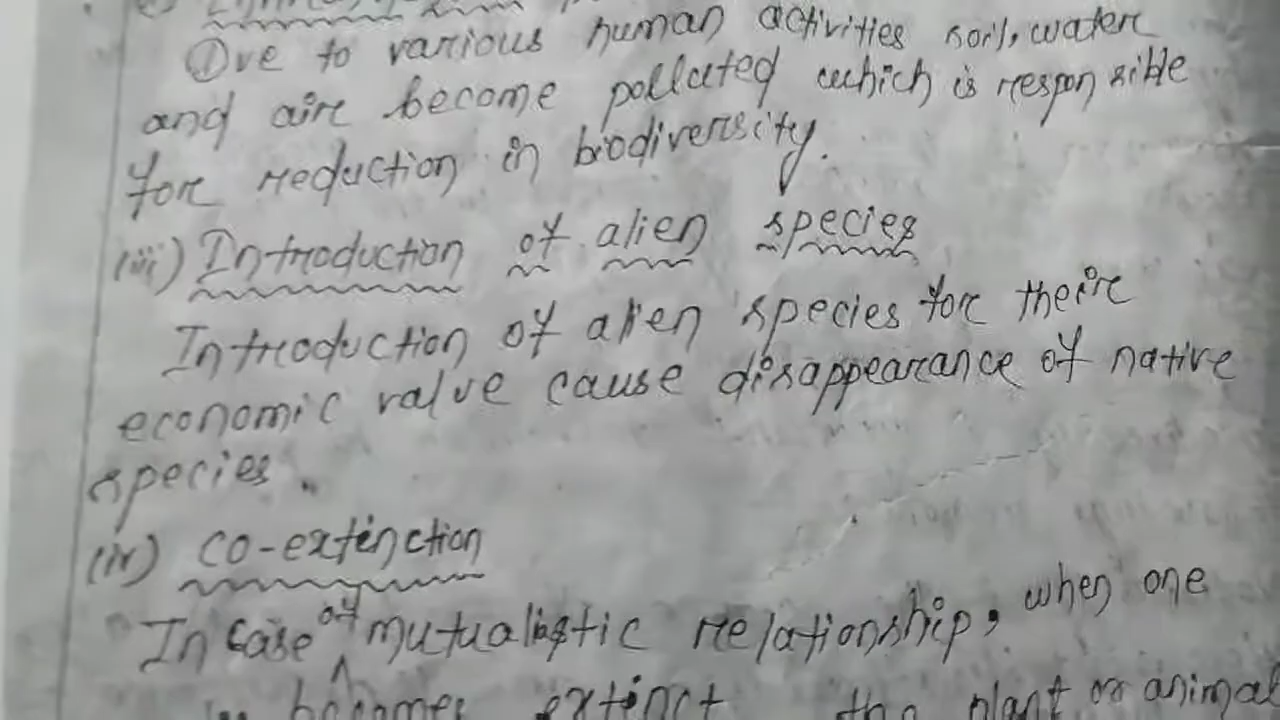 Due to various human activities soil, water
and air become polluted which is responsible
for reduction in biodiversity.
(iii) Introduction of alien species
Introduction of alien species for their
economic value cause disappearance of native
species.
(iv) co-extinction
In case of mutualistic relationship, when one
becomes extinct the plant or animal